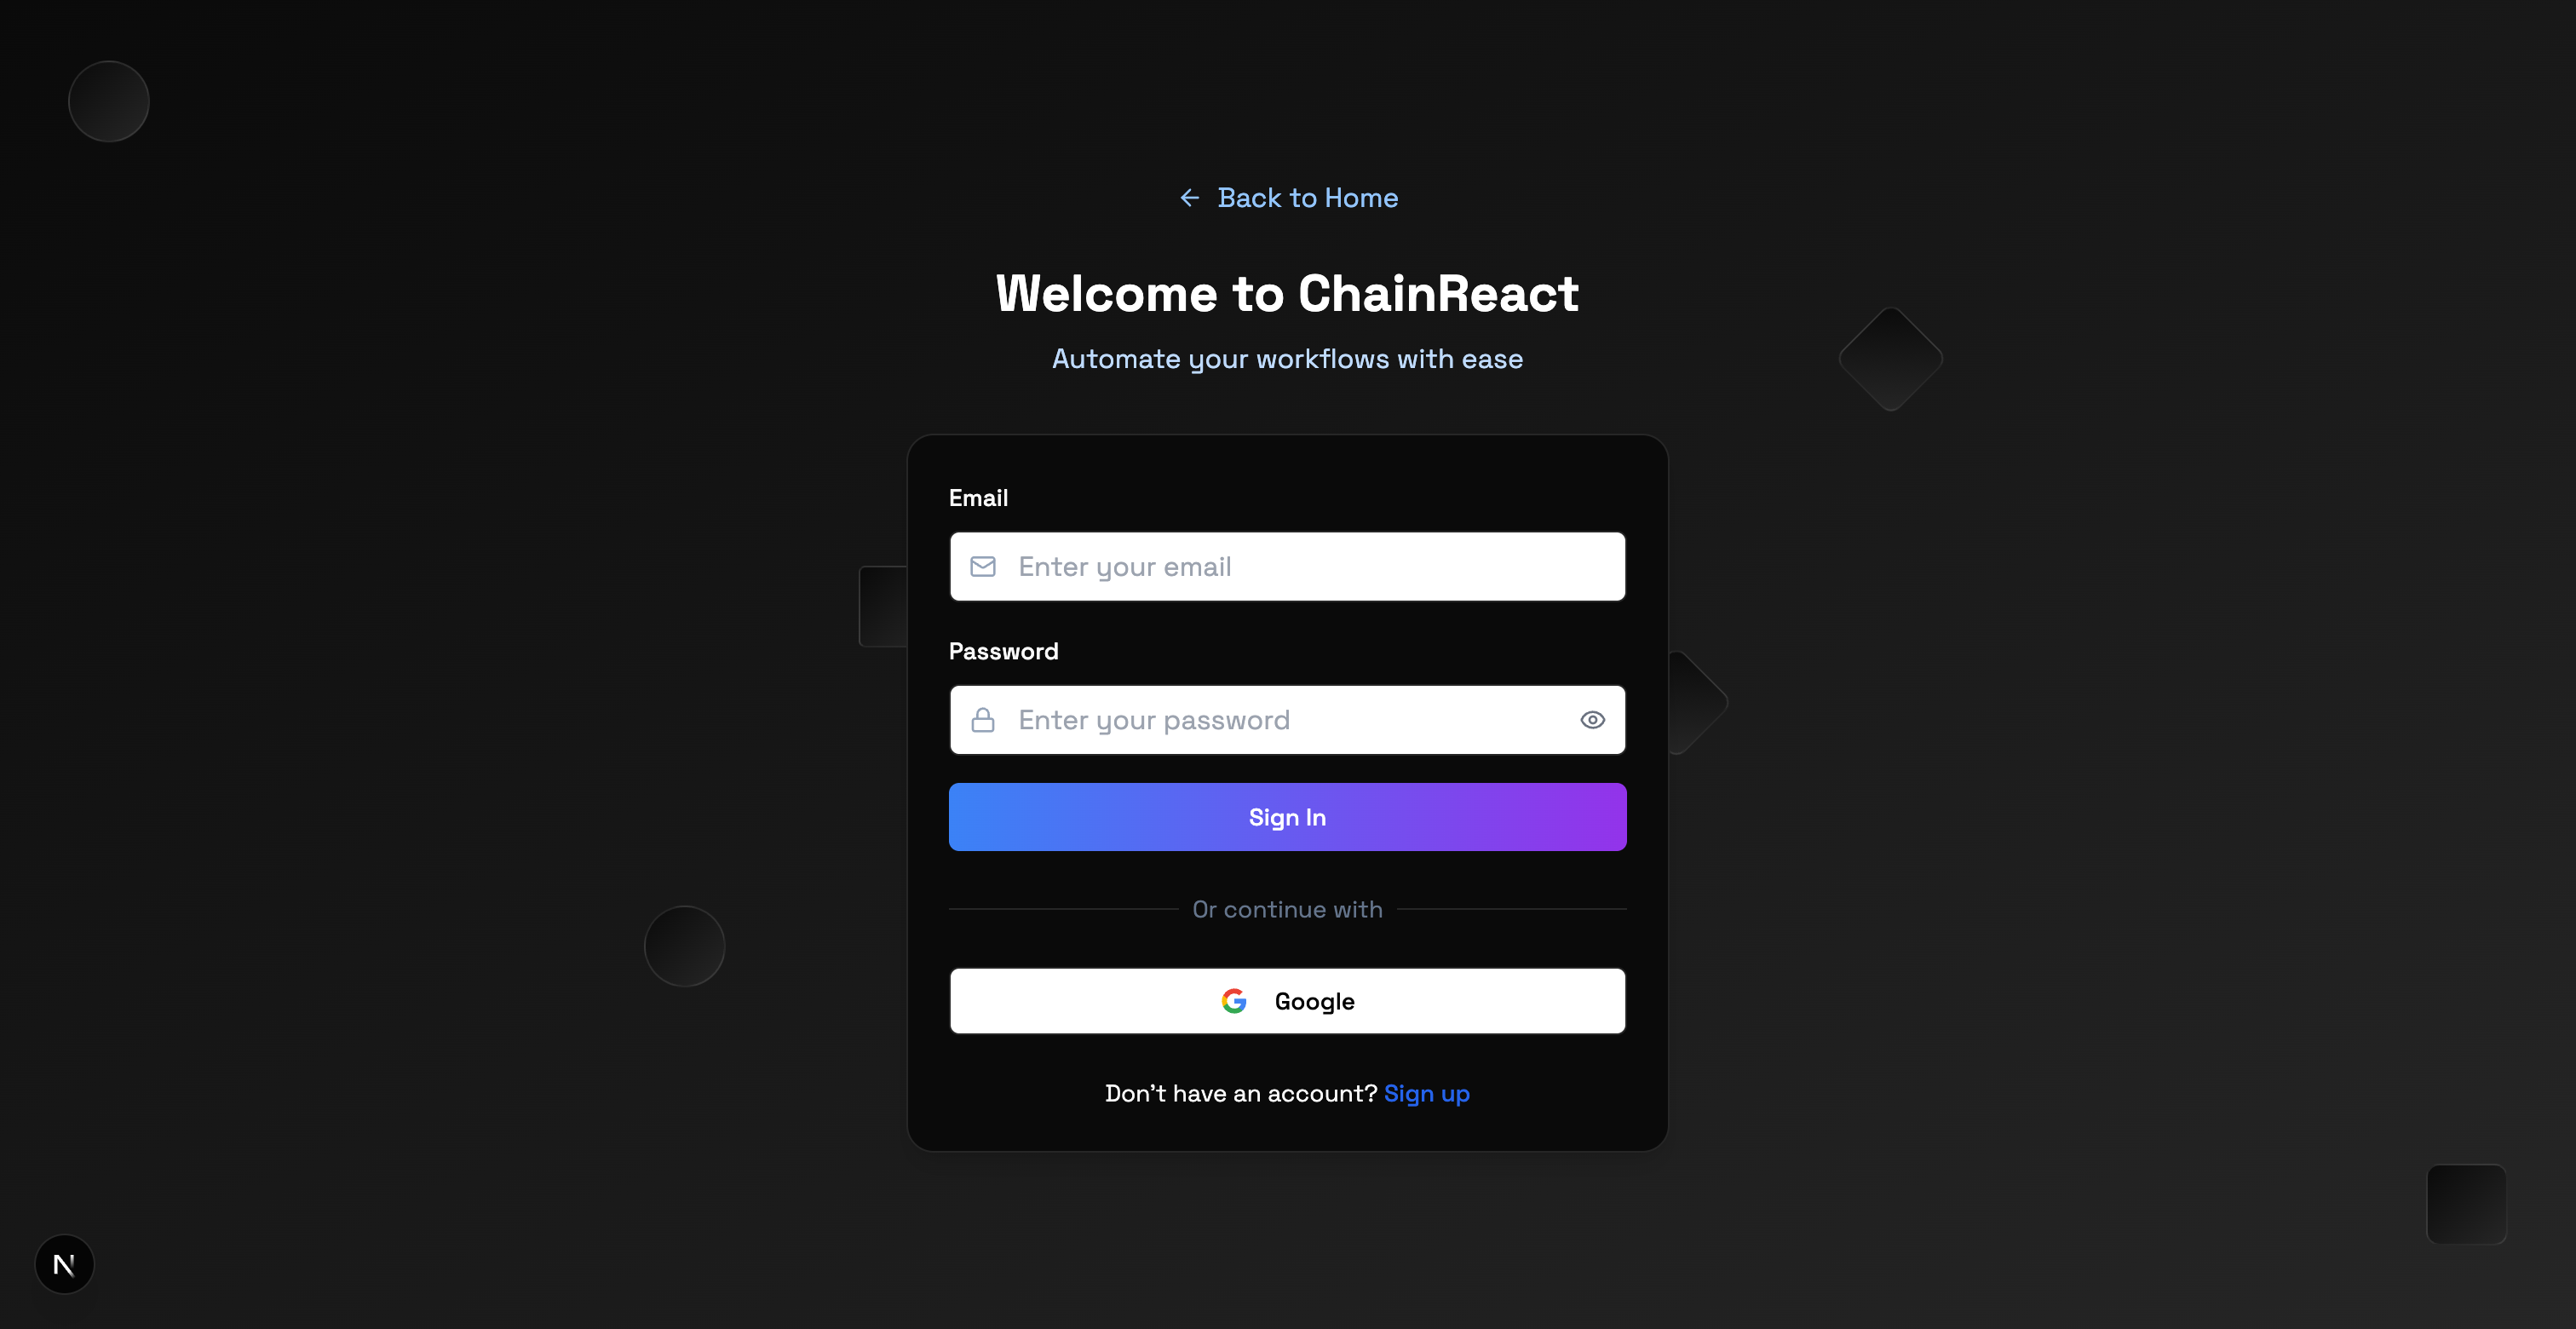 Back to Home
Welcome to ChainReact
Automate your workflows with ease
Email
Enter your email
Password
Enter your password
Sign In
Or continue with
Google
Don't have an account? Sign up
N